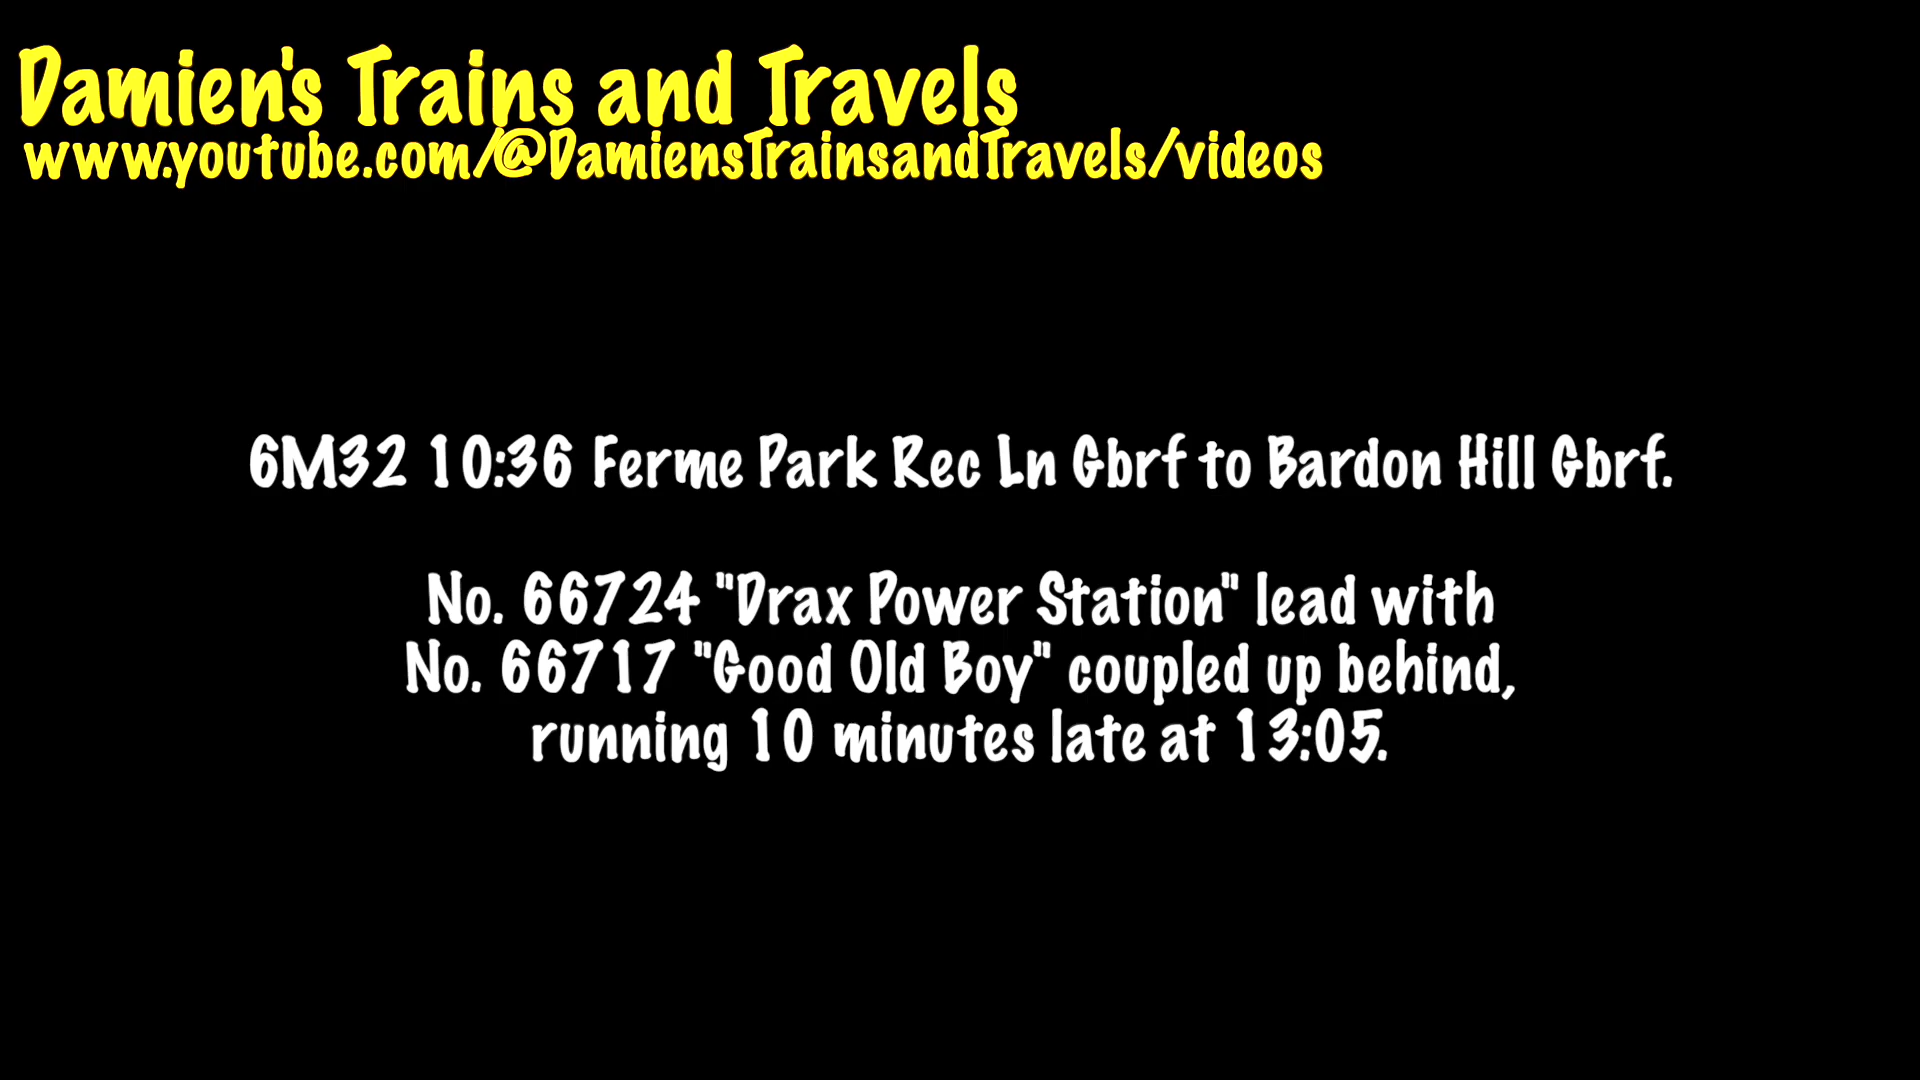 Damien's Trains and Travels
www.youtube.com/@DamiensTrainsandTravels/videos
6M32 10:36 Ferme Park Rec Ln Gbrf to Bardon Hill Gbrf.
No. 66724 "Drax Power Station" lead with
No. 66717 "Good Old Boy" coupled up behind,
running 10 minutes late at 13:05.